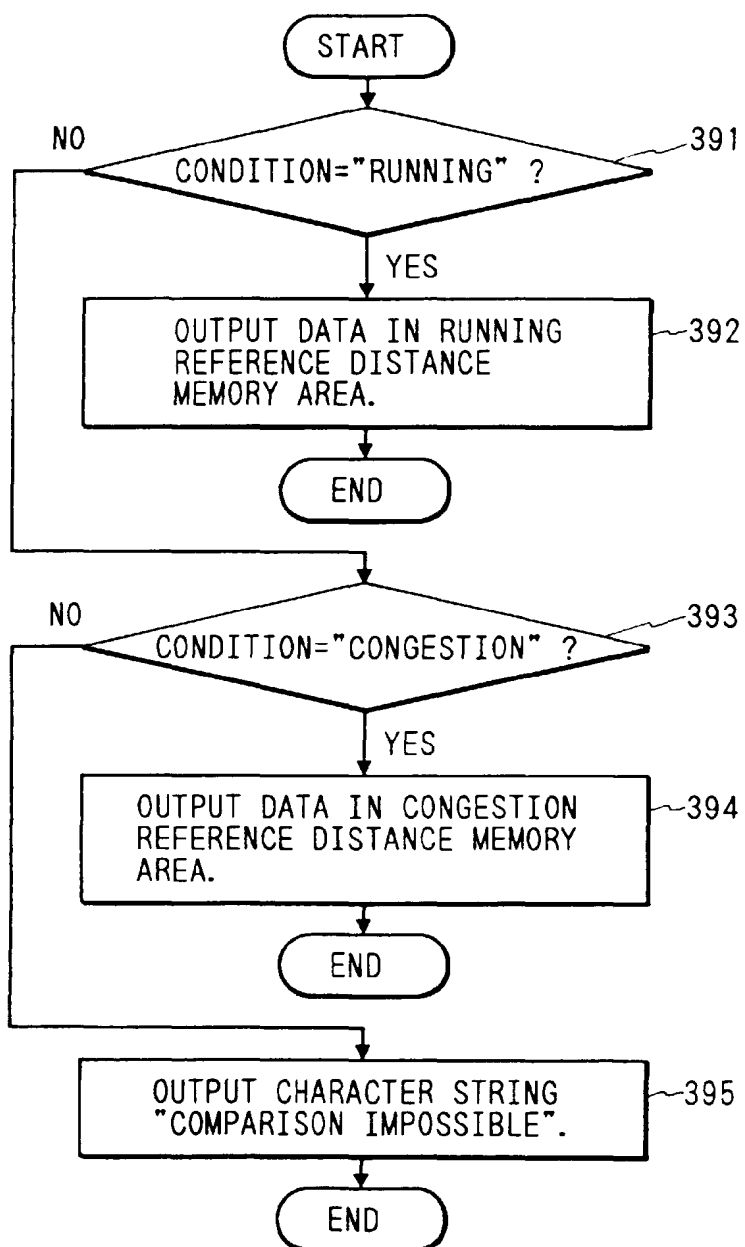 START
NO
391
CONDITION="RUNNING" ?
YES
OUTPUT DATA IN RUNNING
REFERENCE DISTANCE
MEMORY AREA.
392
END
NO
393
CONDITION="CONGESTION" ?
YES
OUTPUT DATA IN CONGESTION
REFERENCE DISTANCE MEMORY
AREA.
394
END
OUTPUT CHARACTER STRING
"COMPARISON IMPOSSIBLE".
395
END